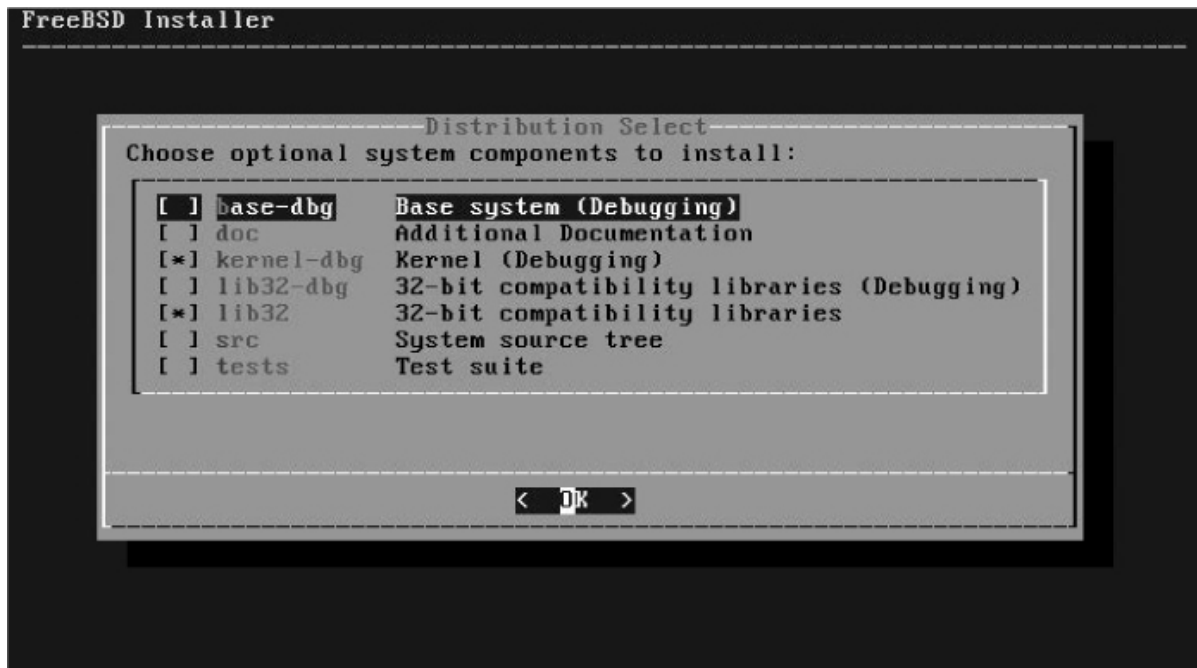 FreeBSD Installer
Distribution Select
Choose optional system components to install:
[ ] base-dbg Base system (Debugging)
[ ] doc Additional Documentation
[*] kernel-dbg Kernel (Debugging)
[ ] lib32-dbg 32-bit compatibility libraries (Debugging)
[*] lib32 32-bit compatibility libraries
[ ] src System source tree
[ ] tests Test suite
< OK >